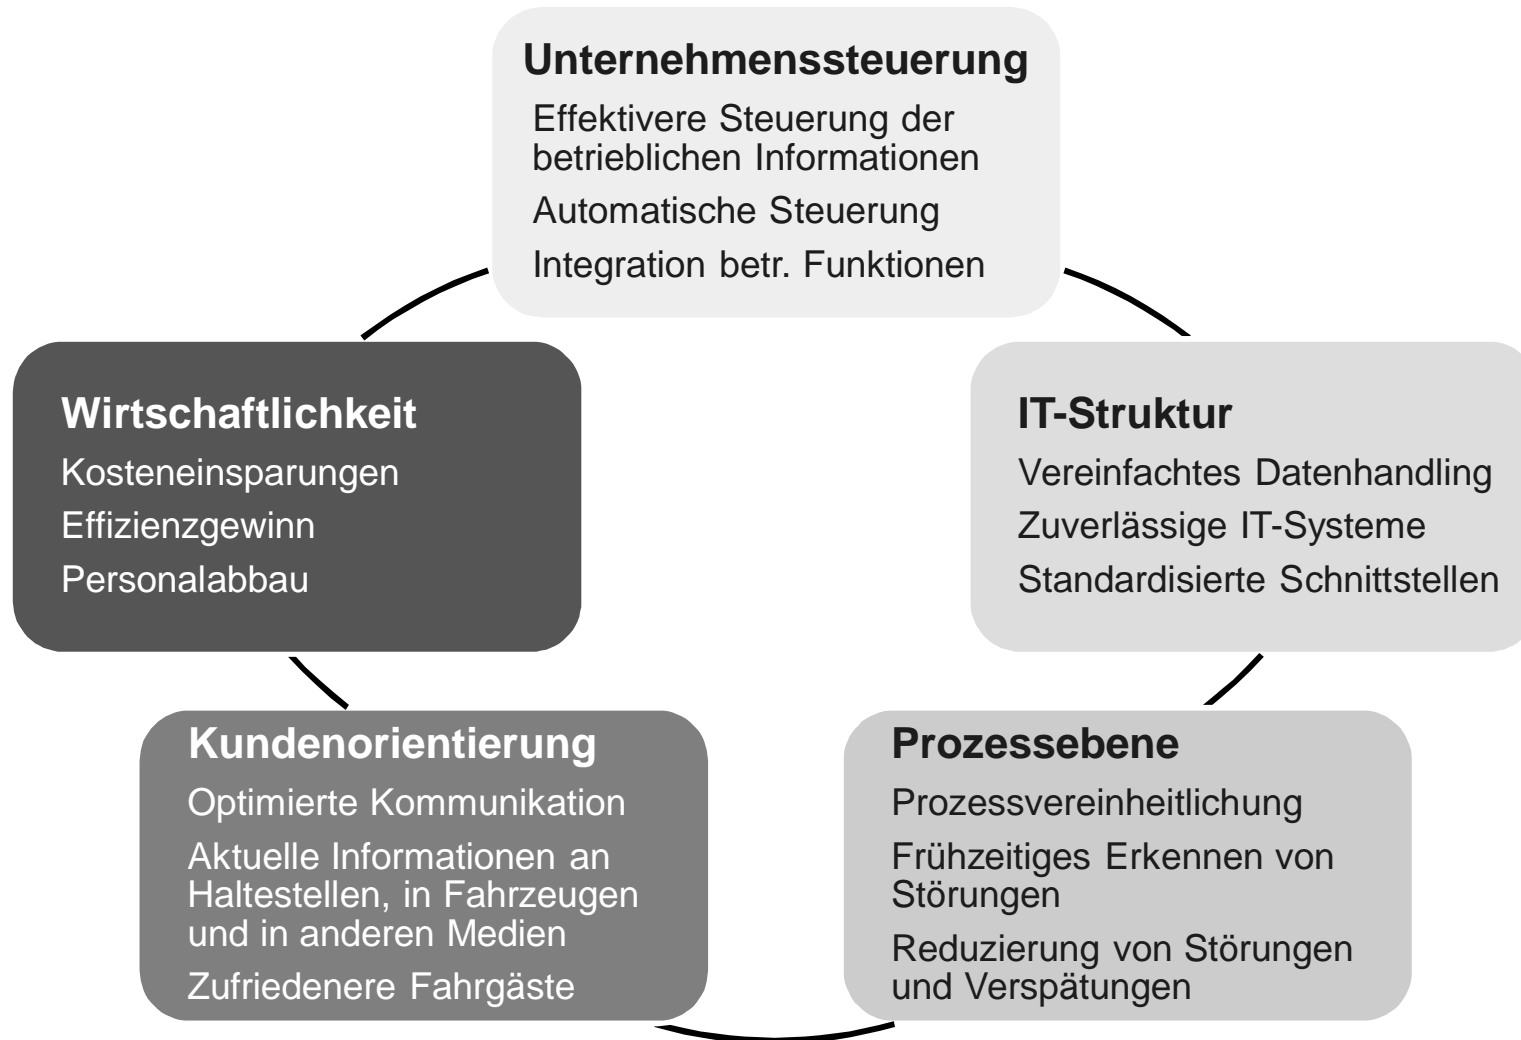 Unternehmenssteuerung
Effektivere Steuerung der
betrieblichen Informationen
Automatische Steuerung
Integration betr. Funktionen
Wirtschaftlichkeit
Kosteneinsparungen
Effizienzgewinn
Personalabbau
IT-Struktur
Vereinfachtes Datenhandling
Zuverlässige IT-Systeme
Standardisierte Schnittstellen
Kundenorientierung
Optimierte Kommunikation
Aktuelle Informationen an
Haltestellen, in Fahrzeugen
und in anderen Medien
Zufriedenere Fahrgäste
Prozessebene
Prozessvereinheitlichung
Frühzeitiges Erkennen von
Störungen
Reduzierung von Störungen
und Verspätungen